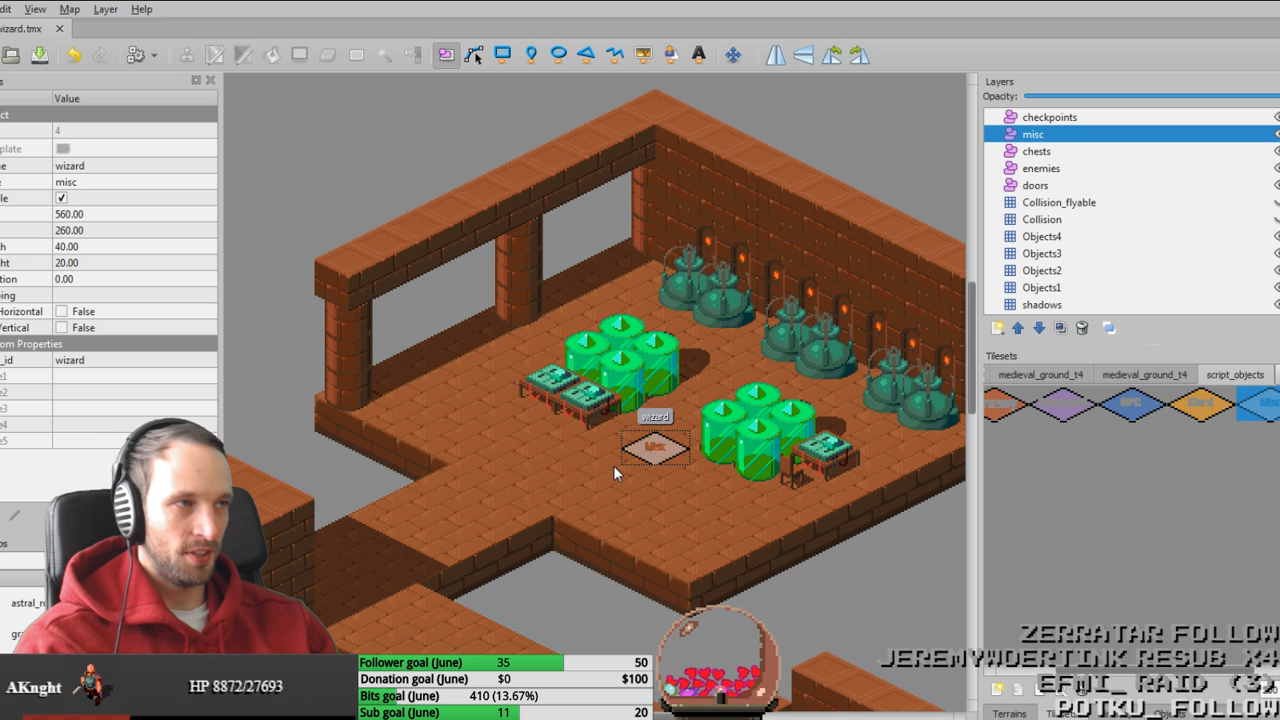 dit View Map Layer Help
wizard.tmx
Value
4
wizard
misc
560.00
260.00
40.00
20.00
0.00
Horizontal False
Vertical False
om Properties
_id wizard
wizard
Layers
Opacity:
checkpoints
misc
chests
enemies
doors
Collision_flyable
Collision
Objects4
Objects3
Objects2
Objects1
shadows
Tilesets
medieval_ground_t4 medieval_ground_t4 script_objects
astral_r
AKnght
HP 8872/27693
Follower goal (June) 35 50
Donation goal (June) $0 $100
Bits goal (June) 410 (13.67%)
Sub goal (June) 11 20
ZERRATAR FOLLOW
JEREMYWDERTINK RESUB X4
EFMI_ RAID (3)
POTKU FOLLOW
Terrains